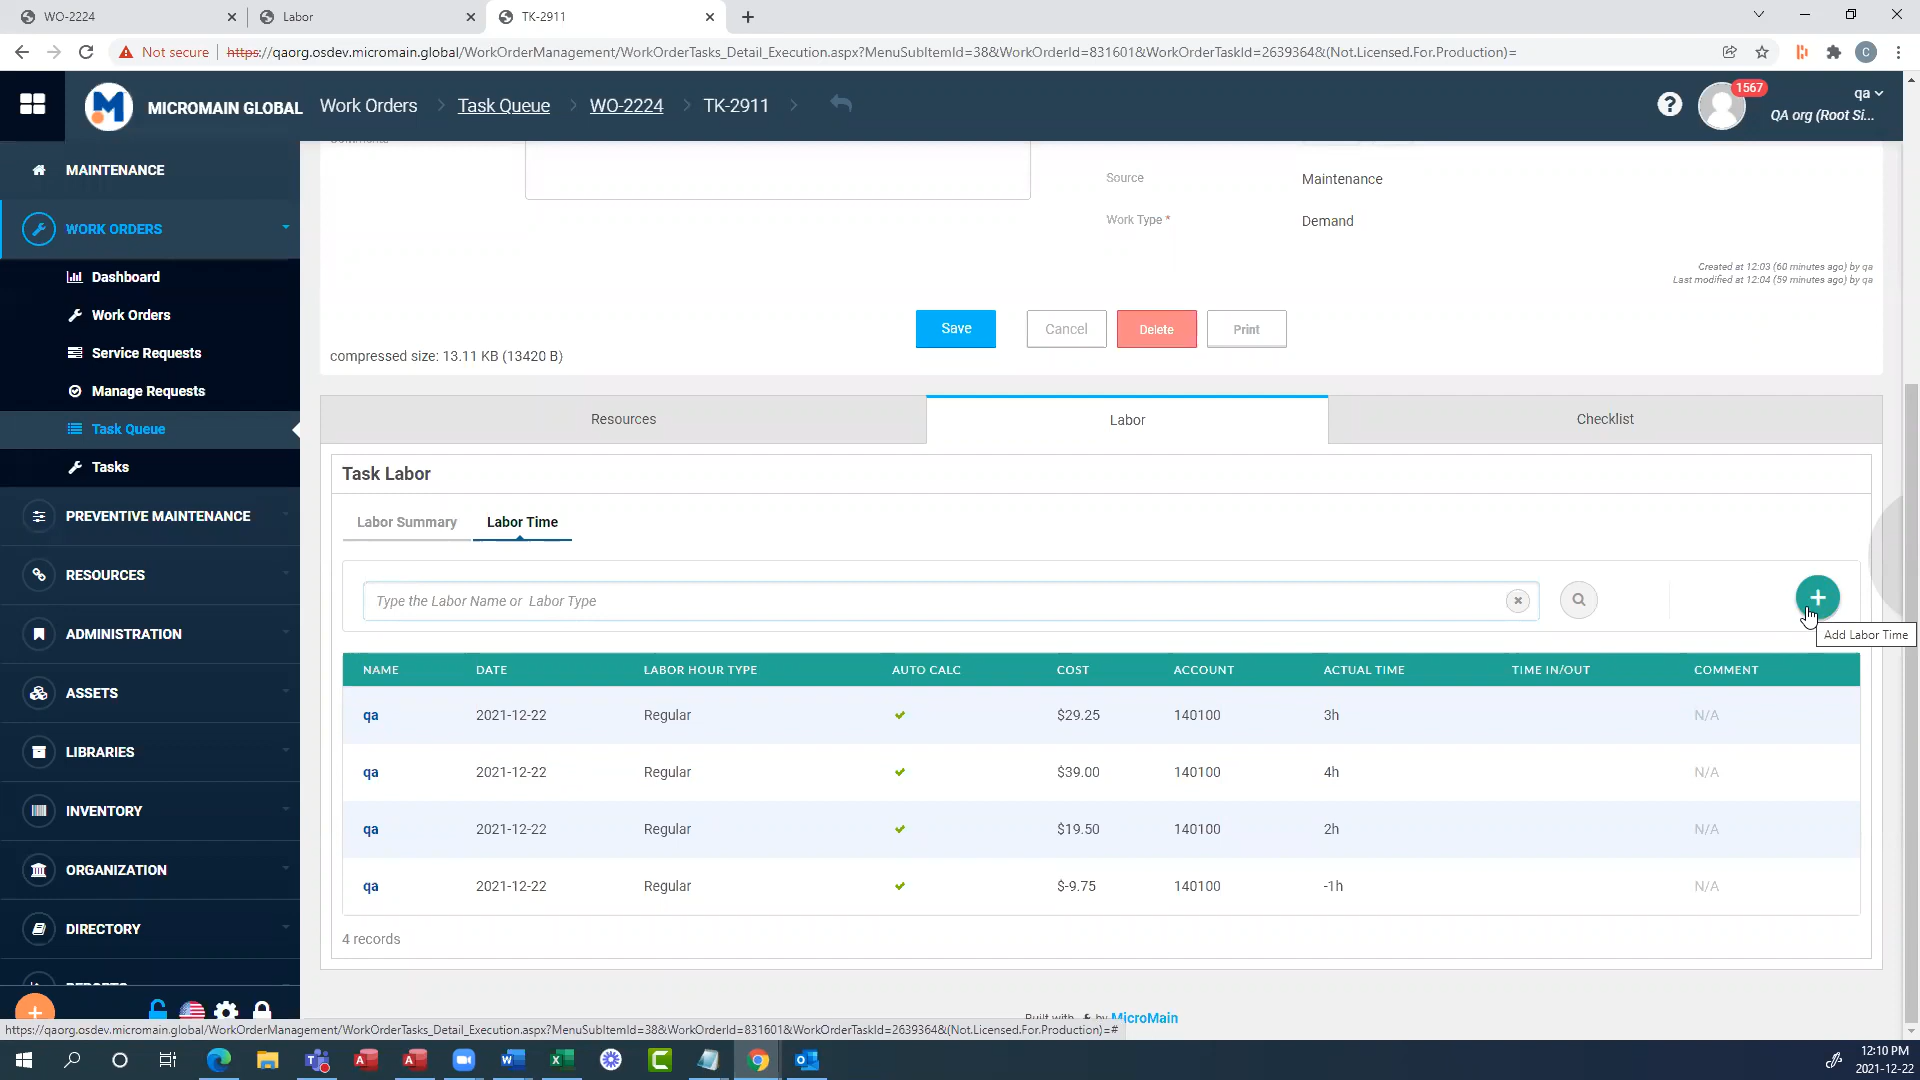 WO-2224
Labor
TK-2911
Not secure https://qaorg.osdev.micromain.global/WorkOrderManagement/WorkOrderTasks_Detail_Execution.aspx?MenuSubItemId=38&WorkOrderId=831601&WorkOrderTaskId=2639364&(Not.Licensed.For.Production)=
C
MICROMAIN GLOBAL Work Orders Task Queue WO-2224 TK-2911
1567
qa
QA org (Root Si...
MAINTENANCE
WORK ORDERS
Dashboard
Work Orders
Service Requests
Manage Requests
Task Queue
Tasks
PREVENTIVE MAINTENANCE
RESOURCES
ADMINISTRATION
ASSETS
LIBRARIES
INVENTORY
ORGANIZATION
DIRECTORY
REPORTS
Source Maintenance
Work Type * Demand
Created at 12:03 (60 minutes ago) by qa
Last modified at 12:04 (59 minutes ago) by qa
Save Cancel Delete Print
compressed size: 13.11 KB (13420 B)
Resources Labor Checklist
Task Labor
Labor Summary Labor Time
Type the Labor Name or Labor Type
Add Labor Time
NAME DATE LABOR HOUR TYPE AUTO CALC COST ACCOUNT ACTUAL TIME TIME IN/OUT COMMENT
qa 2021-12-22 Regular $29.25 140100 3h N/A
qa 2021-12-22 Regular $39.00 140100 4h N/A
qa 2021-12-22 Regular $19.50 140100 2h N/A
qa 2021-12-22 Regular $-9.75 140100 -1h N/A
4 records
Built with by MicroMain
https://qaorg.osdev.micromain.global/WorkOrderManagement/WorkOrderTasks_Detail_Execution.aspx?MenuSubItemId=38&WorkOrderId=831601&WorkOrderTaskId=2639364&(Not.Licensed.For.Production)=#
12:10 PM
2021-12-22